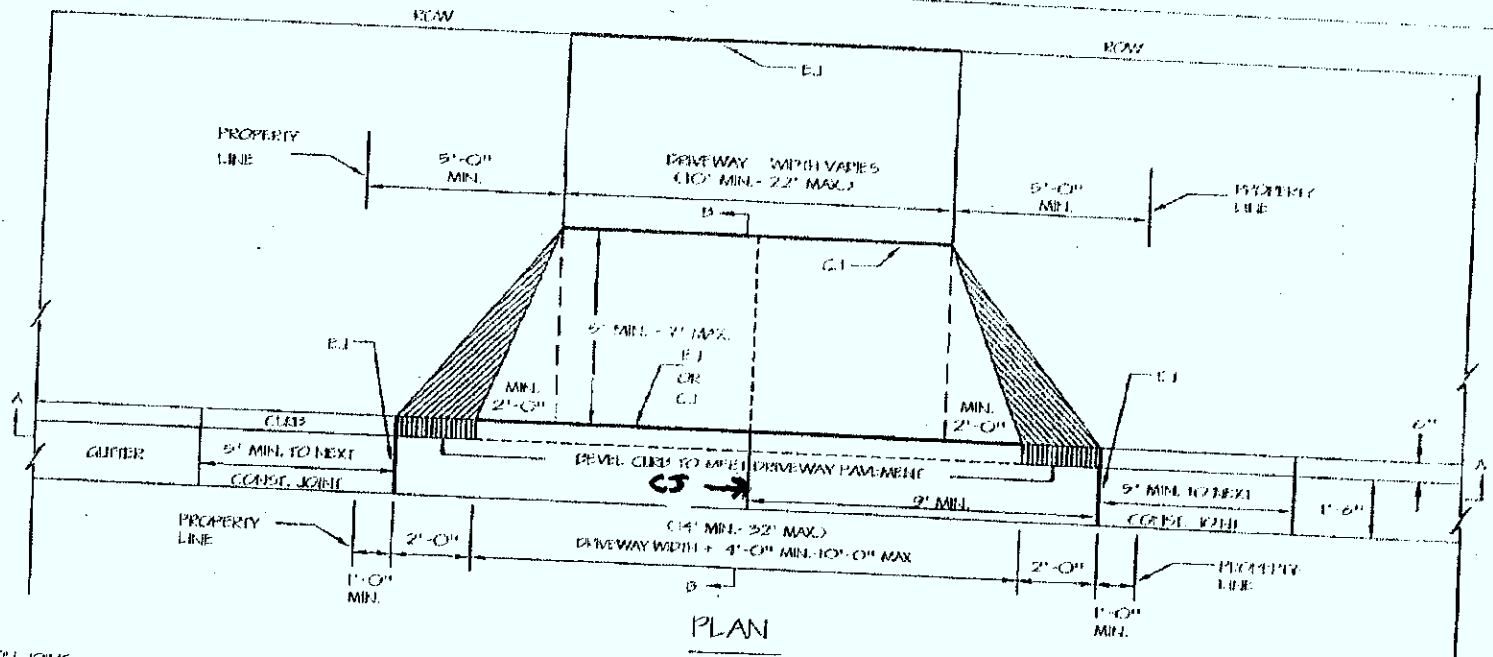 ROW
ROW
E.J
PROPERTY
LINE
5'-0"
MIN.
DRIVEWAY WIDTH VARIES
(10' MIN.- 22' MAX.)
5'-0"
MIN.
PROPERTY
LINE
B
C.J
E.J
MIN.
2'-0"
MAX.
E.J
OR
C.J
MIN.
2'-0"
E.J
A
CURB
GUTTER
5' MIN. TO NEXT
CONST. JOINT
BEVEL CURB TO MEET DRIVEWAY PAVEMENT
CJ
9' MIN.
5' MIN. TO NEXT
CONST. JOINT
6"
1'-6"
A
PROPERTY
LINE
2'-0"
1'-0"
MIN.
(14' MIN.- 32' MAX.)
DRIVEWAY WIDTH + 4'-0" MIN.-10'-0" MAX
B
2'-0"
1'-0"
MIN.
PROPERTY
LINE
PLAN